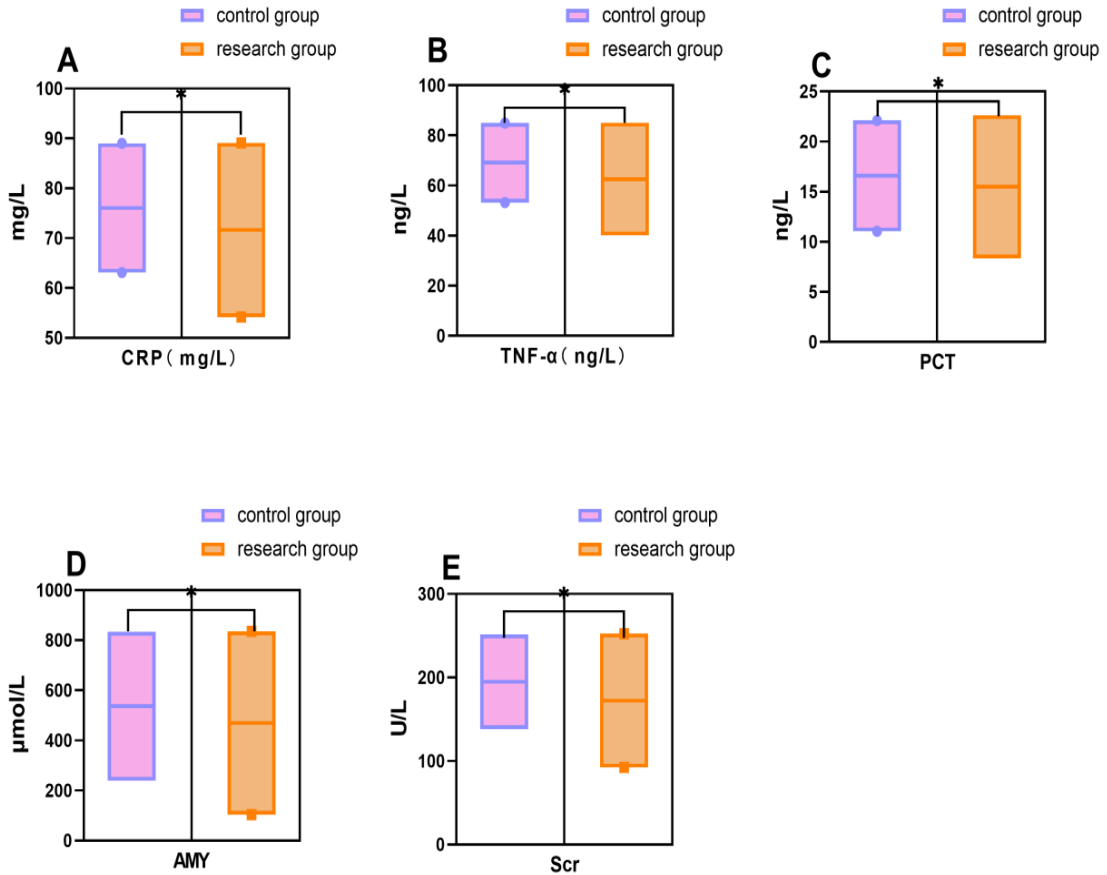 control group
research group
A
100
90
80
70
60
50
mg/L
*
CRP( mg/L)
control group
research group
B
100
80
60
40
20
0
ng/L
*
TNF-α( ng/L)
control group
research group
C
25
20
15
10
5
0
ng/L
*
PCT
control group
research group
D
1000
800
600
400
200
0
μmol/L
*
AMY
control group
research group
E
300
200
100
0
U/L
*
Scr